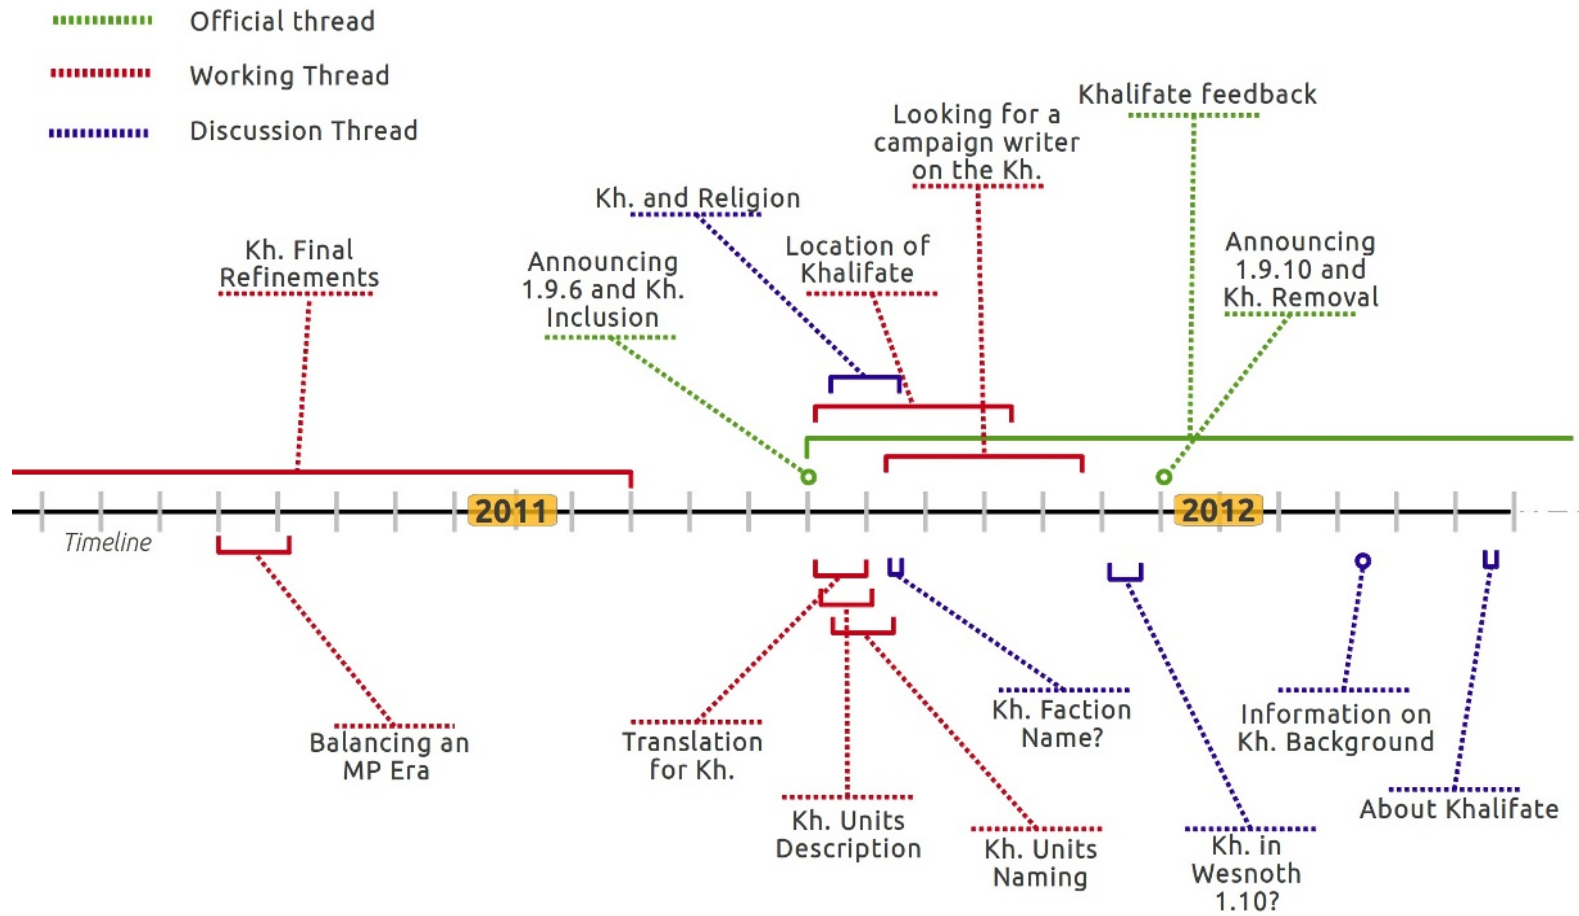 Official thread
Working Thread
Discussion Thread
Khalifate feedback
Looking for a
campaign writer
on the Kh.
Kh. and Religion
Location of
Khalifate
Announcing
1.9.10 and
Kh. Removal
Kh. Final
Refinements
Announcing
1.9.6 and Kh.
Inclusion
2011
2012
Timeline
Balancing an
MP Era
Translation
for Kh.
Kh. Units
Description
Kh. Units
Naming
Kh. Faction
Name?
Kh. in
Wesnoth
1.10?
Information on
Kh. Background
About Khalifate